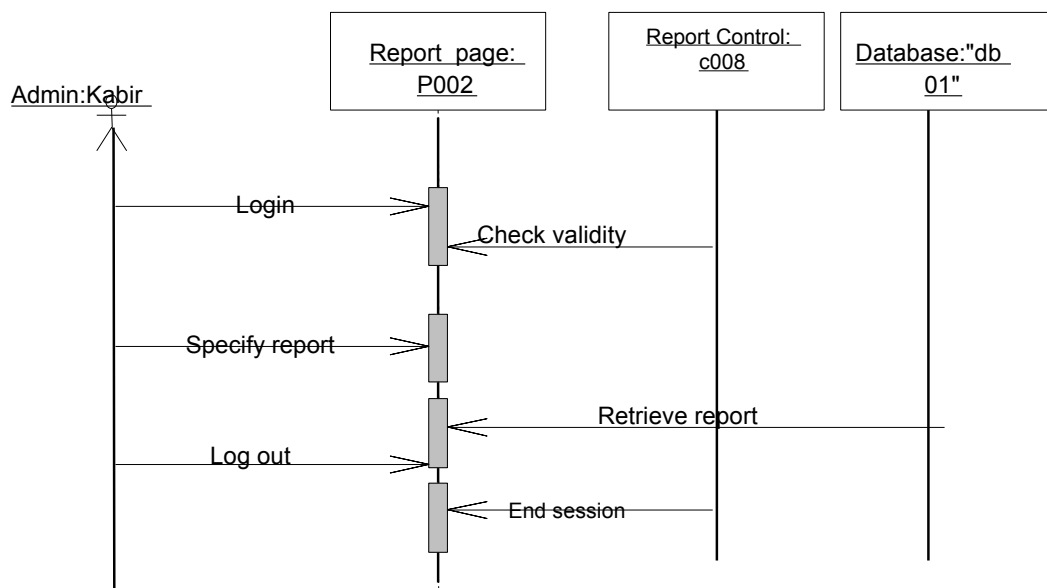 Admin:Kabir
Report page:
P002
Report Control:
c008
Database:"db
01"
Login
Check validity
Specify report
Retrieve report
Log out
End session